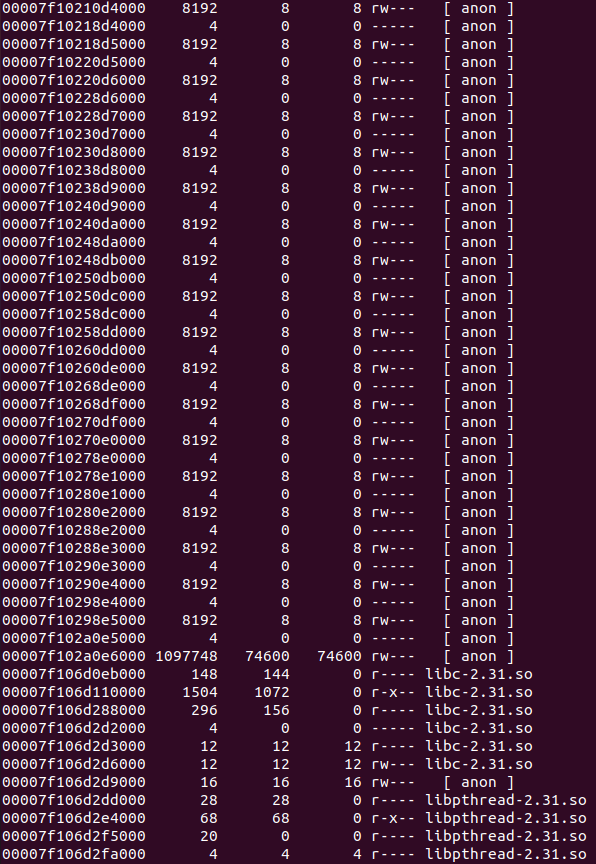 00007f10210d4000 8192 8 8 rw--- [ anon ]
00007f10218d4000 4 0 0 ----- [ anon ]
00007f10218d5000 8192 8 8 rw--- [ anon ]
00007f10220d5000 4 0 0 ----- [ anon ]
00007f10220d6000 8192 8 8 rw--- [ anon ]
00007f10228d6000 4 0 0 ----- [ anon ]
00007f10228d7000 8192 8 8 rw--- [ anon ]
00007f10230d7000 4 0 0 ----- [ anon ]
00007f10230d8000 8192 8 8 rw--- [ anon ]
00007f10238d8000 4 0 0 ----- [ anon ]
00007f10238d9000 8192 8 8 rw--- [ anon ]
00007f10240d9000 4 0 0 ----- [ anon ]
00007f10240da000 8192 8 8 rw--- [ anon ]
00007f10248da000 4 0 0 ----- [ anon ]
00007f10248db000 8192 8 8 rw--- [ anon ]
00007f10250db000 4 0 0 ----- [ anon ]
00007f10250dc000 8192 8 8 rw--- [ anon ]
00007f10258dc000 4 0 0 ----- [ anon ]
00007f10258dd000 8192 8 8 rw--- [ anon ]
00007f10260dd000 4 0 0 ----- [ anon ]
00007f10260de000 8192 8 8 rw--- [ anon ]
00007f10268de000 4 0 0 ----- [ anon ]
00007f10268df000 8192 8 8 rw--- [ anon ]
00007f10270df000 4 0 0 ----- [ anon ]
00007f10270e0000 8192 8 8 rw--- [ anon ]
00007f10278e0000 4 0 0 ----- [ anon ]
00007f10278e1000 8192 8 8 rw--- [ anon ]
00007f10280e1000 4 0 0 ----- [ anon ]
00007f10280e2000 8192 8 8 rw--- [ anon ]
00007f10288e2000 4 0 0 ----- [ anon ]
00007f10288e3000 8192 8 8 rw--- [ anon ]
00007f10290e3000 4 0 0 ----- [ anon ]
00007f10290e4000 8192 8 8 rw--- [ anon ]
00007f10298e4000 4 0 0 ----- [ anon ]
00007f10298e5000 8192 8 8 rw--- [ anon ]
00007f102a0e5000 4 0 0 ----- [ anon ]
00007f102a0e6000 1097748 74600 74600 rw--- [ anon ]
00007f106d0eb000 148 144 0 r---- libc-2.31.so
00007f106d110000 1504 1072 0 r-x-- libc-2.31.so
00007f106d288000 296 156 0 r---- libc-2.31.so
00007f106d2d2000 4 0 0 ----- libc-2.31.so
00007f106d2d3000 12 12 12 r---- libc-2.31.so
00007f106d2d6000 12 12 12 rw--- libc-2.31.so
00007f106d2d9000 16 16 16 rw--- [ anon ]
00007f106d2dd000 28 28 0 r---- libpthread-2.31.so
00007f106d2e4000 68 68 0 r-x-- libpthread-2.31.so
00007f106d2f5000 20 0 0 r---- libpthread-2.31.so
00007f106d2fa000 4 4 4 r---- libpthread-2.31.so